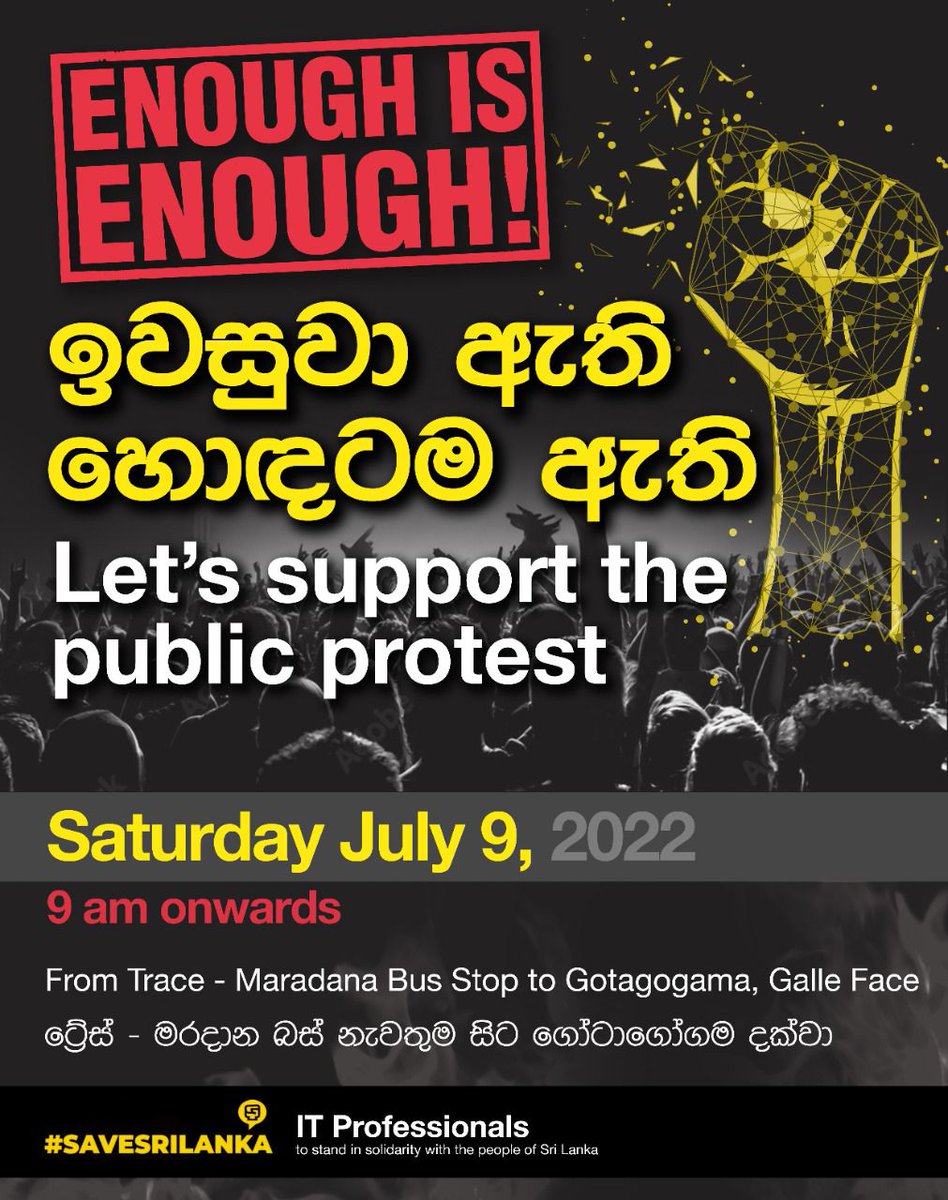 ENOUGH IS
ENOUGH!
ඉවසුවා ඇති
හොඳටම ඇති
Let's support the
public protest
Saturday July 9, 2022
9 am onwards
From Trace - Maradana Bus Stop to Gotagogama, Galle Face
ට්‍රේස් - මරදාන බස් නැවතුම සිට ගෝටාගෝගම දක්වා
#SAVESRILANKA
IT Professionals
to stand in solidarity with the people of Sri Lanka